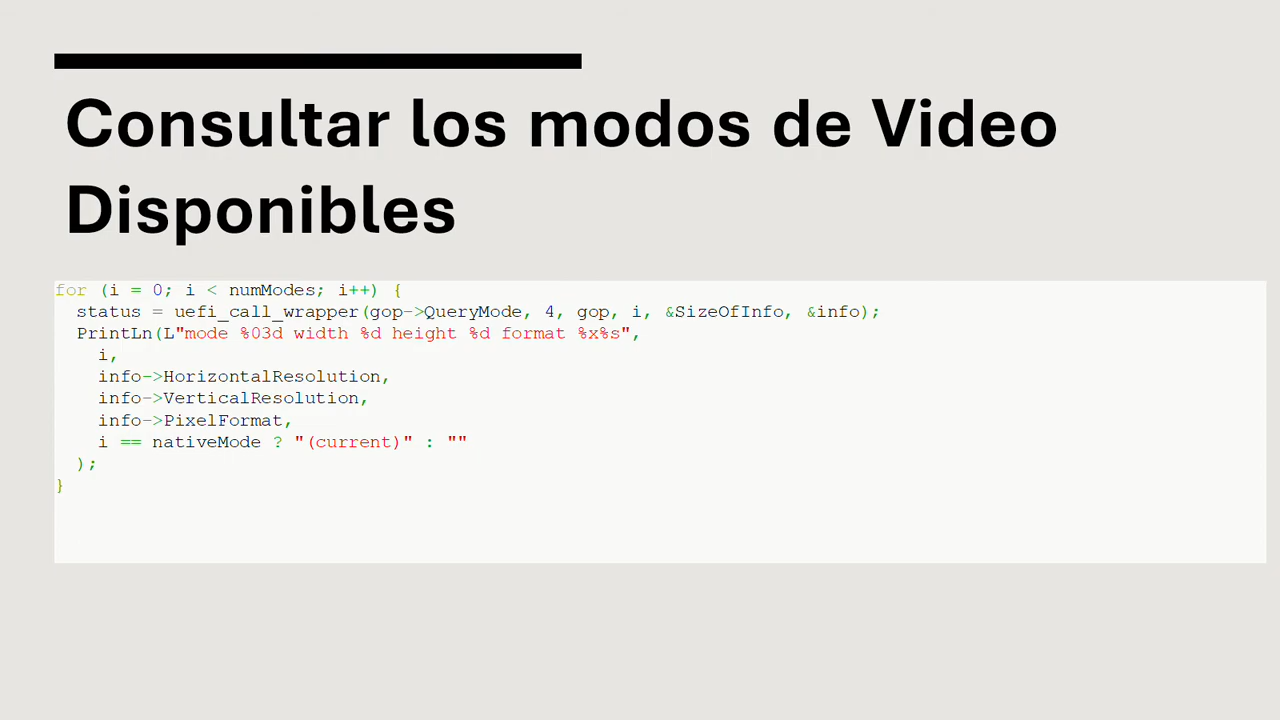 Consultar los modos de Video
Disponibles
for (i = 0; i < numModes; i++) {
  status = uefi_call_wrapper(gop->QueryMode, 4, gop, i, &SizeOfInfo, &info);
  PrintLn(L"mode %03d width %d height %d format %x%s",
    i,
    info->HorizontalResolution,
    info->VerticalResolution,
    info->PixelFormat,
    i == nativeMode ? "(current)" : ""
  );
}